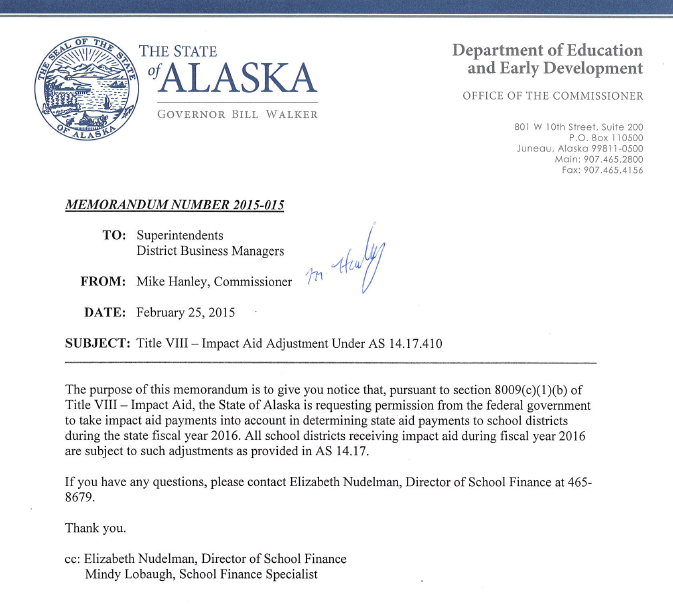 THE SEAL OF THE STATE OF ALASKA
THE STATE
of ALASKA
GOVERNOR BILL WALKER
Department of Education
and Early Development
OFFICE OF THE COMMISSIONER
801 W 10th Street, Suite 200
P.O. Box 110500
Juneau, Alaska 99811-0500
Main: 907.465.2800
Fax: 907.465.4156
MEMORANDUM NUMBER 2015-015
TO: Superintendents
District Business Managers
FROM: Mike Hanley, Commissioner
M Hanley
DATE: February 25, 2015
SUBJECT: Title VIII – Impact Aid Adjustment Under AS 14.17.410
The purpose of this memorandum is to give you notice that, pursuant to section 8009(c)(1)(b) of
Title VIII – Impact Aid, the State of Alaska is requesting permission from the federal government
to take impact aid payments into account in determining state aid payments to school districts
during the state fiscal year 2016. All school districts receiving impact aid during fiscal year 2016
are subject to such adjustments as provided in AS 14.17.
If you have any questions, please contact Elizabeth Nudelman, Director of School Finance at 465-
8679.
Thank you.
cc: Elizabeth Nudelman, Director of School Finance
Mindy Lobaugh, School Finance Specialist